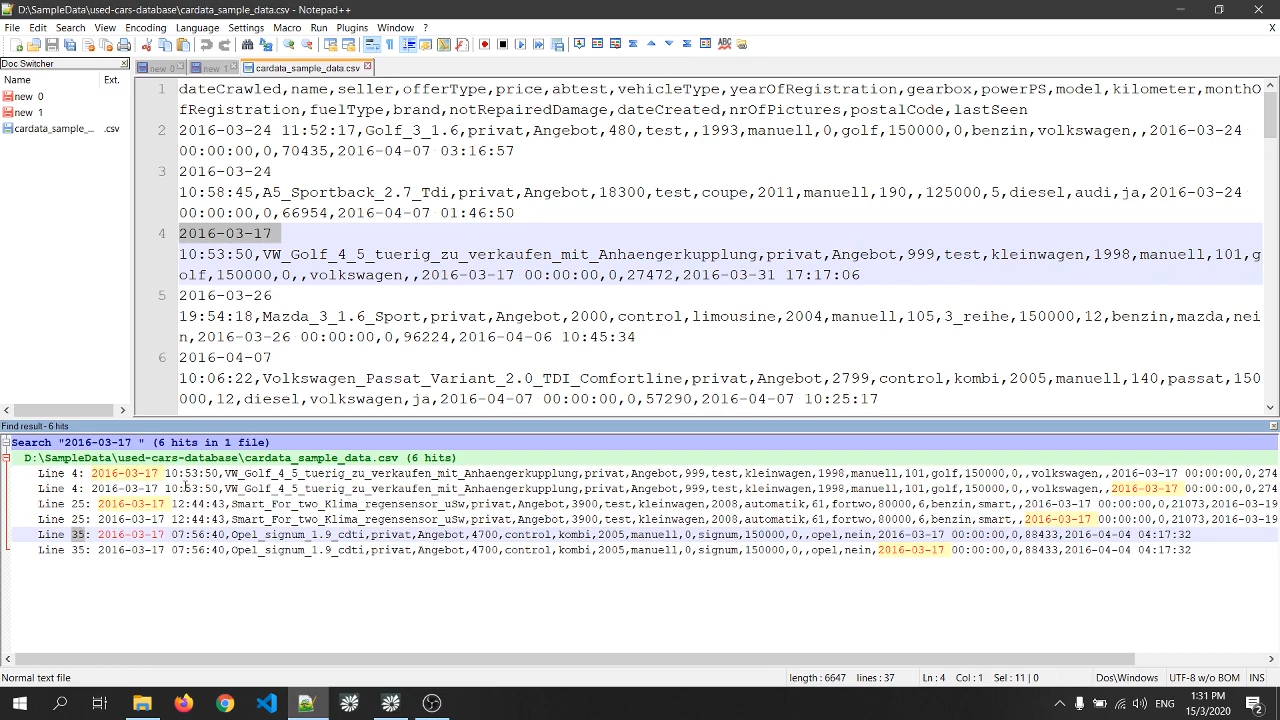 D:\SampleData\used-cars-database\cardata_sample_data.csv - Notepad++
File Edit Search View Encoding Language Settings Macro Run Plugins Window ?
X
Doc Switcher
new 0 new 1 cardata_sample_data.csv
Name Ext.
new 0
new 1
cardata_sample_... .csv
1 dateCrawled,name,seller,offerType,price,abtest,vehicleType,yearOfRegistration,gearbox,powerPS,model,kilometer,monthO
fRegistration,fuelType,brand,notRepairedDamage,dateCreated,nrOfPictures,postalCode,lastSeen
2 2016-03-24 11:52:17,Golf_3_1.6,privat,Angebot,480,test,,1993,manuell,0,golf,150000,0,benzin,volkswagen,,2016-03-24
00:00:00,0,70435,2016-04-07 03:16:57
3 2016-03-24
10:58:45,A5_Sportback_2.7_Tdi,privat,Angebot,18300,test,coupe,2011,manuell,190,,125000,5,diesel,audi,ja,2016-03-24
00:00:00,0,66954,2016-04-07 01:46:50
4 2016-03-17
10:53:50,VW_Golf_4_5_tuerig_zu_verkaufen_mit_Anhaengerkupplung,privat,Angebot,999,test,kleinwagen,1998,manuell,101,g
olf,150000,0,,volkswagen,,2016-03-17 00:00:00,0,27472,2016-03-31 17:17:06
5 2016-03-26
19:54:18,Mazda_3_1.6_Sport,privat,Angebot,2000,control,limousine,2004,manuell,105,3_reihe,150000,12,benzin,mazda,nei
n,2016-03-26 00:00:00,0,96224,2016-04-06 10:45:34
6 2016-04-07
10:06:22,Volkswagen_Passat_Variant_2.0_TDI_Comfortline,privat,Angebot,2799,control,kombi,2005,manuell,140,passat,150
000,12,diesel,volkswagen,ja,2016-04-07 00:00:00,0,57290,2016-04-07 10:25:17
Find result - 6 hits
Search "2016-03-17 " (6 hits in 1 file)
D:\SampleData\used-cars-database\cardata_sample_data.csv (6 hits)
Line 4: 2016-03-17 10:53:50,VW_Golf_4_5_tuerig_zu_verkaufen_mit_Anhaengerkupplung,privat,Angebot,999,test,kleinwagen,1998,manuell,101,golf,150000,0,,volkswagen,,2016-03-17 00:00:00,0,274
Line 4: 2016-03-17 10:53:50,VW_Golf_4_5_tuerig_zu_verkaufen_mit_Anhaengerkupplung,privat,Angebot,999,test,kleinwagen,1998,manuell,101,golf,150000,0,,volkswagen,,2016-03-17 00:00:00,0,274
Line 25: 2016-03-17 12:44:43,Smart_For_two_Klima_regensensor_uSw,privat,Angebot,3900,test,kleinwagen,2008,automatik,61,fortwo,80000,6,benzin,smart,,2016-03-17 00:00:00,0,21073,2016-03-19
Line 25: 2016-03-17 12:44:43,Smart_For_two_Klima_regensensor_uSw,privat,Angebot,3900,test,kleinwagen,2008,automatik,61,fortwo,80000,6,benzin,smart,,2016-03-17 00:00:00,0,21073,2016-03-19
Line 35: 2016-03-17 07:56:40,Opel_signum_1.9_cdti,privat,Angebot,4700,control,kombi,2005,manuell,0,signum,150000,0,,opel,nein,2016-03-17 00:00:00,0,88433,2016-04-04 04:17:32
Line 35: 2016-03-17 07:56:40,Opel_signum_1.9_cdti,privat,Angebot,4700,control,kombi,2005,manuell,0,signum,150000,0,,opel,nein,2016-03-17 00:00:00,0,88433,2016-04-04 04:17:32
Normal text file length : 6647 lines : 37 Ln : 4 Col : 1 Sel : 11 | 0 Dos\Windows UTF-8 w/o BOM INS
ENG 1:31 PM
15/3/2020 2